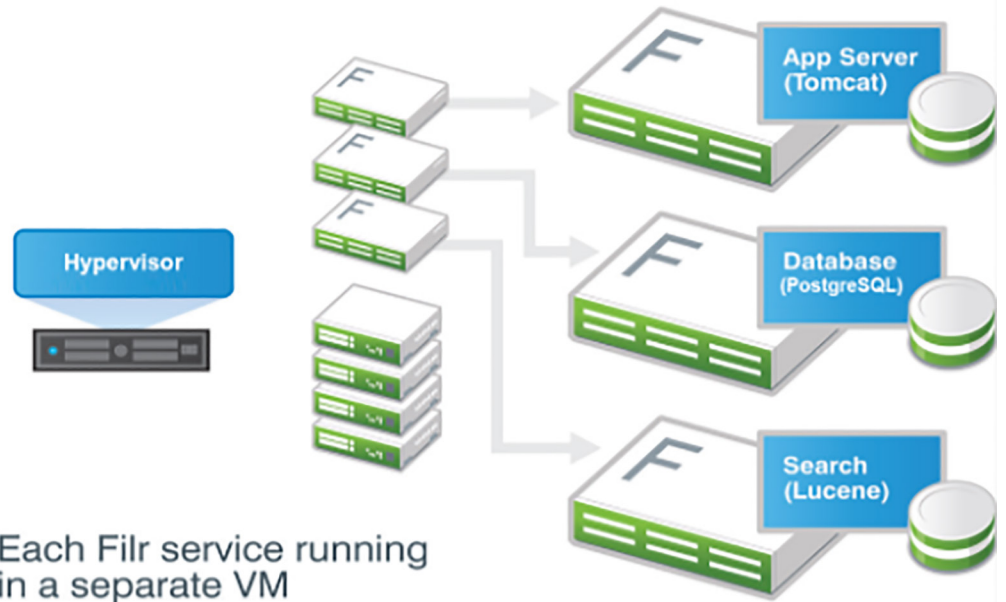 F
F
F
F
App Server
(Tomcat)
Hypervisor
F
Database
(PostgreSQL)
F
Search
(Lucene)
Each Filr service running
in a separate VM